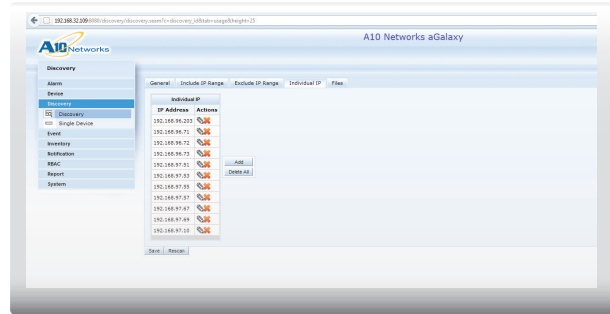 192.168.32.109:8080/discovery/discovery.seam?c=discovery_id&tab=usage&height=25
A10 Networks
A10 Networks aGalaxy
Discovery
Alarm
Device
Discovery
Discovery
Single Device
Event
Inventory
Notification
RBAC
Report
System
General Include IP Range Exclude IP Range Individual IP Files
Individual IP
IP Address Actions
192.168.96.203
192.168.96.71
192.168.96.72
192.168.96.73
192.168.97.51
192.168.97.53
192.168.97.55
192.168.97.57
192.168.97.67
192.168.97.69
192.168.97.10
Add
Delete All
Save Rescan